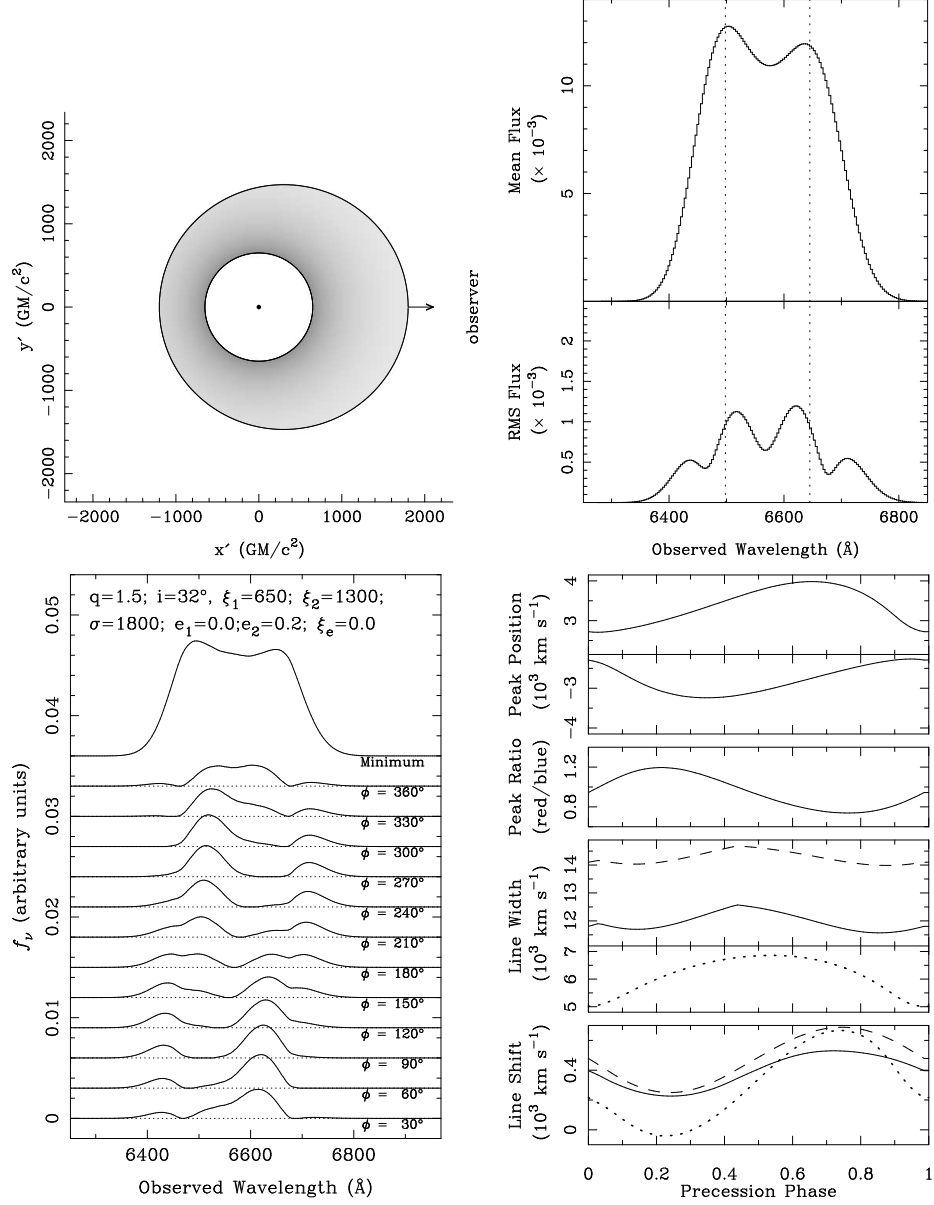 2000
1000
0
−1000
−2000
y′ (GM/c²)
−2000 −1000 0 1000 2000
x′ (GM/c²)
observer
10
5
Mean Flux
(× 10⁻³)
2
1.5
1
0.5
RMS Flux
(× 10⁻³)
6400 6600 6800
Observed Wavelength (Å)
q=1.5; i=32°, ξ₁=650; ξ₂=1300;
σ=1800; e₁=0.0;e₂=0.2; ξₑ=0.0
0.05
0.04
0.03
0.02
0.01
0
fᵥ (arbitrary units)
Minimum
ϕ = 360°
ϕ = 330°
ϕ = 300°
ϕ = 270°
ϕ = 240°
ϕ = 210°
ϕ = 180°
ϕ = 150°
ϕ = 120°
ϕ = 90°
ϕ = 60°
ϕ = 30°
6400 6600 6800
Observed Wavelength (Å)
4
3
−3
−4
Peak Position
(10³ km s⁻¹)
1.2
0.8
Peak Ratio
(red/blue)
14
13
12
7
6
5
Line Width
(10³ km s⁻¹)
0.4
0
Line Shift
(10³ km s⁻¹)
0 0.2 0.4 0.6 0.8 1
Precession Phase